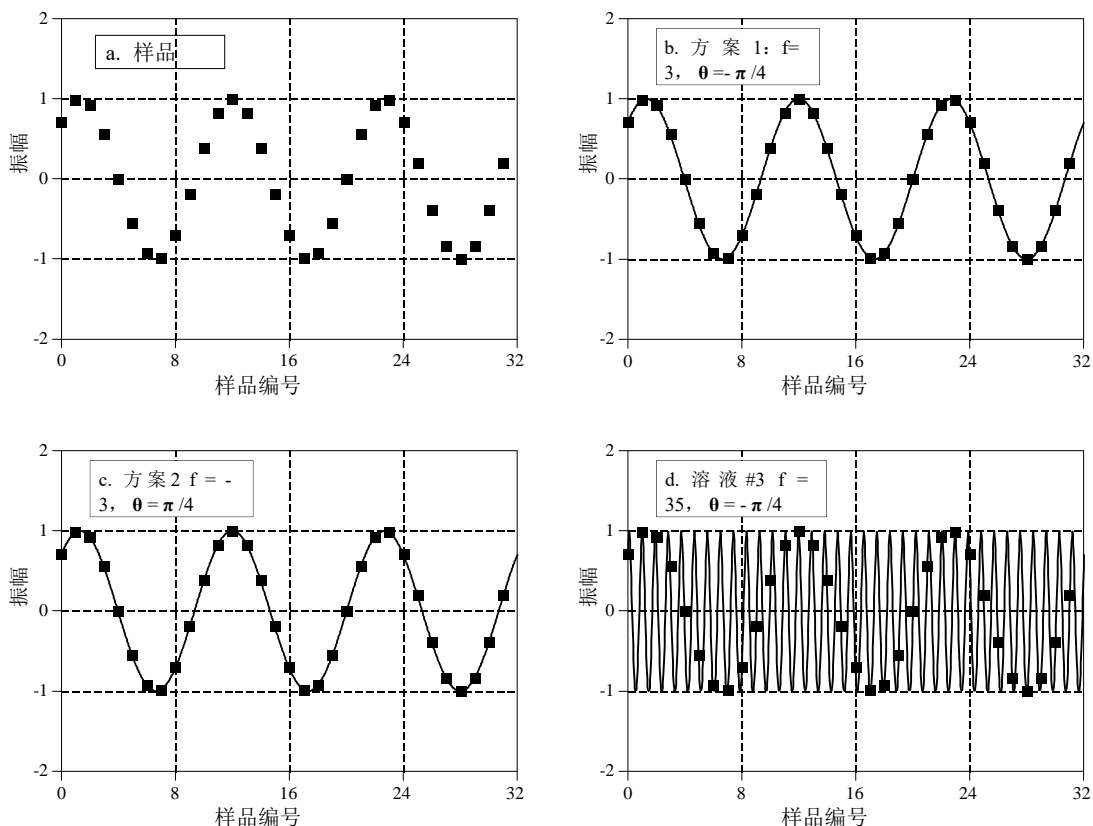 2
1
0
-1
-2
振幅
a. 样品
0
8
16
24
32
样品编号
2
1
0
-1
-2
振幅
b. 方 案 1: f=
3, θ =- π /4
0
8
16
24
32
样品编号
2
1
0
-1
-2
振幅
c. 方 案 2 f = -
3, θ = π /4
0
8
16
24
32
样品编号
2
1
0
-1
-2
振幅
d. 溶 液 #3 f =
35, θ = - π /4
0
8
16
24
32
样品编号